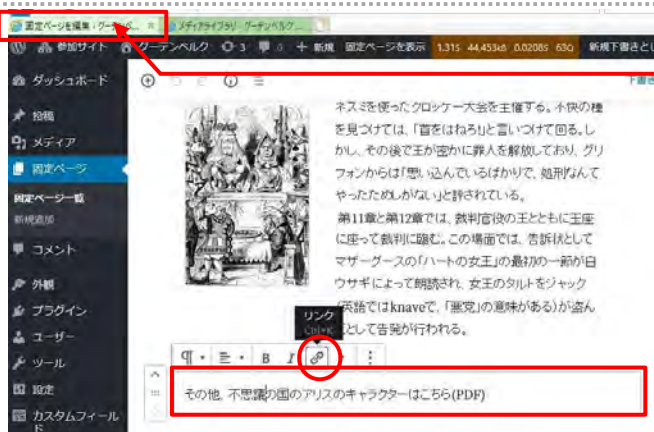 固定ページを編集 ‹ グーテンベ...
メディアライブラリ ‹ グーテンベルク...
参加サイト グーテンベルク 3 0 + 新規 固定ページを表示 1.31S 44,453kB 0.0208S 63Q 新規下書きとし
ダッシュボード
下書き
投稿
メディア
固定ページ
固定ページ一覧
新規追加
コメント
外観
プラグイン
ユーザー
ツール
設定
カスタムフィール
ド
ネズミを使ったクロッケー大会を主催する。不快の種
を見つけては、「首をはねろ!」と言いつけて回る。し
かし、その後で王が密かに罪人を解放しており、グリ
フォンからは「思い込んでいるばかりで、処刑なんて
やったためしがない」と評されている。
第11章と第12章では、裁判官役の王とともに王座
に座って裁判に臨む。この場面では、告訴状として
マザーグースの「ハートの女王」の最初の一節が白
ウサギによって朗読され、女王のタルトをジャック
(英語ではknaveで、「悪党」の意味がある)が盗ん
として告発が行われる。
リンク
Ctrl+K
B I
その他、不思議の国のアリスのキャラクターはこちら(PDF)